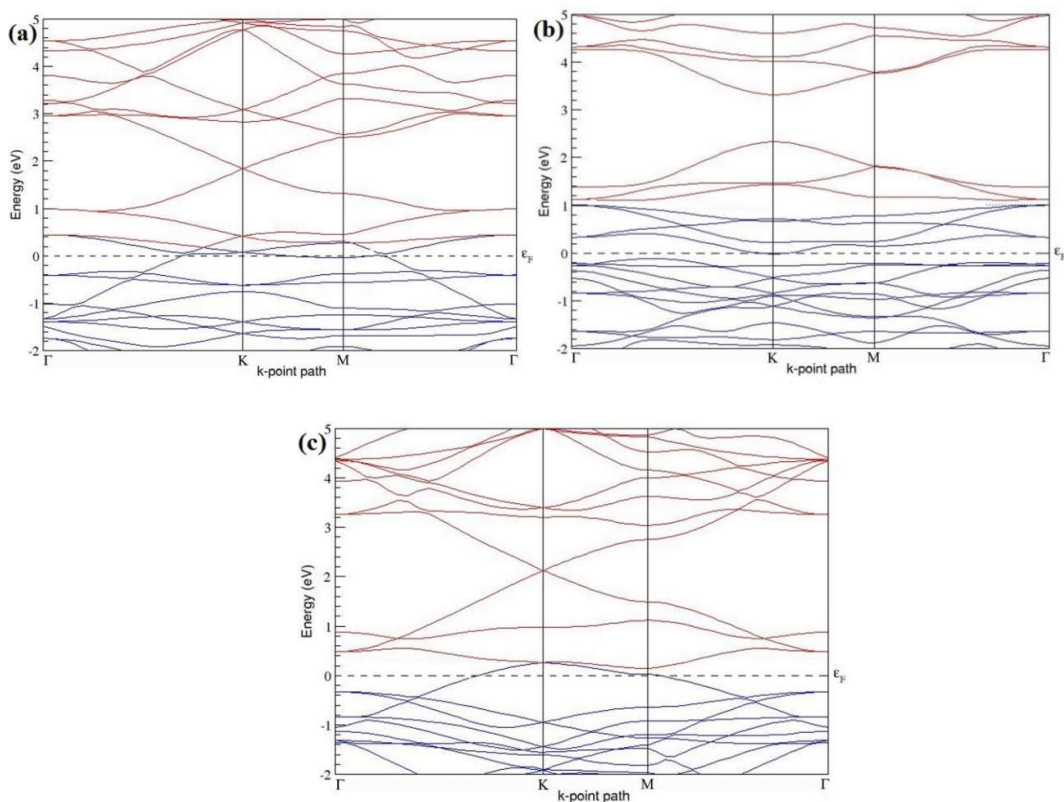 (a)
5
4
3
2
1
0
-1
-2
Energy (eV)
ε_F
Γ K M Γ
k-point path
(b)
5
4
3
2
1
0
-1
-2
Energy (eV)
ε_F
Γ K M Γ
k-point path
(c)
5
4
3
2
1
0
-1
-2
Energy (eV)
ε_F
Γ K M Γ
k-point path